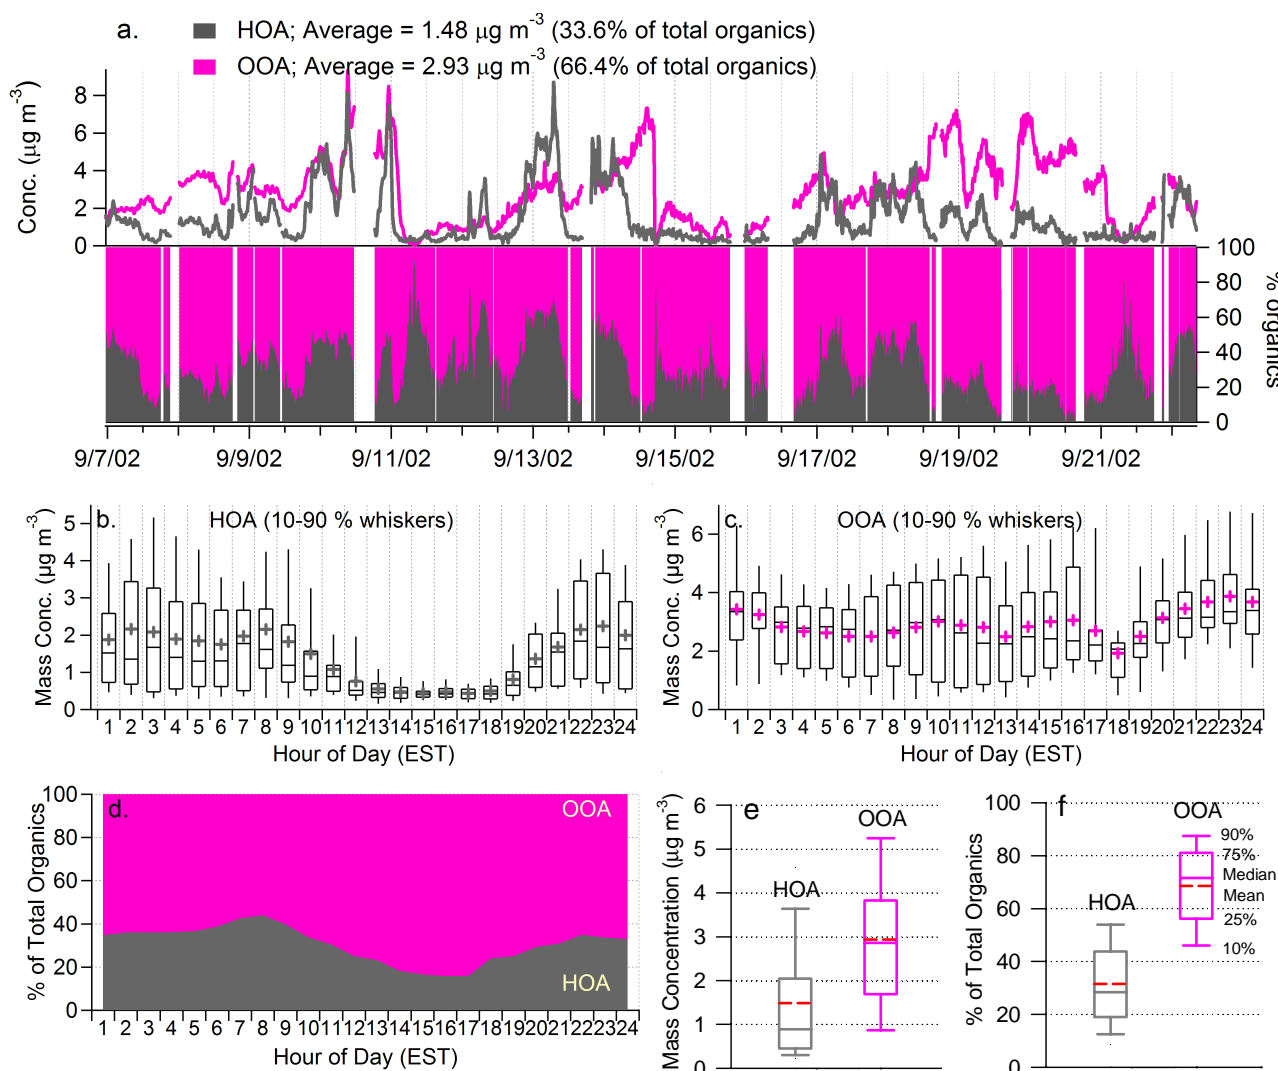 a.
HOA; Average = 1.48 µg m-3 (33.6% of total organics)
OOA; Average = 2.93 µg m-3 (66.4% of total organics)
Conc. (µg m-3)
8
6
4
2
0
100
80
60
40
20
0
% organics
9/7/02 9/9/02 9/11/02 9/13/02 9/15/02 9/17/02 9/19/02 9/21/02
b.
HOA (10-90 % whiskers)
Mass Conc. (µg m-3)
5
4
3
2
1
0
1 2 3 4 5 6 7 8 9 10 11 12 13 14 15 16 17 18 19 20 21 22 23 24
Hour of Day (EST)
c.
OOA (10-90 % whiskers)
Mass Conc. (µg m-3)
6
4
2
0
1 2 3 4 5 6 7 8 9 10 11 12 13 14 15 16 17 18 19 20 21 22 23 24
Hour of Day (EST)
d.
OOA
HOA
% of Total Organics
100
80
60
40
20
0
1 2 3 4 5 6 7 8 9 10 11 12 13 14 15 16 17 18 19 20 21 22 23 24
Hour of Day (EST)
e
OOA
HOA
Mass Concentration (µg m-3)
6
5
4
3
2
1
0
f
OOA
HOA
90%
75%
Median
Mean
25%
10%
% of Total Organics
100
80
60
40
20
0